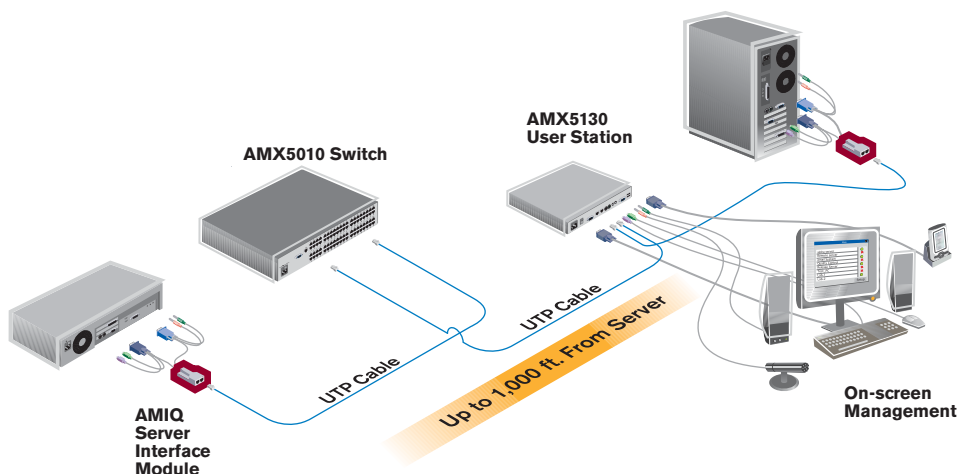 AMX5130
User Station
AMX5010 Switch
UTP Cable
Up to 1,000 ft. From Server
UTP Cable
On-screen
Management
AMIQ
Server
Interface
Module